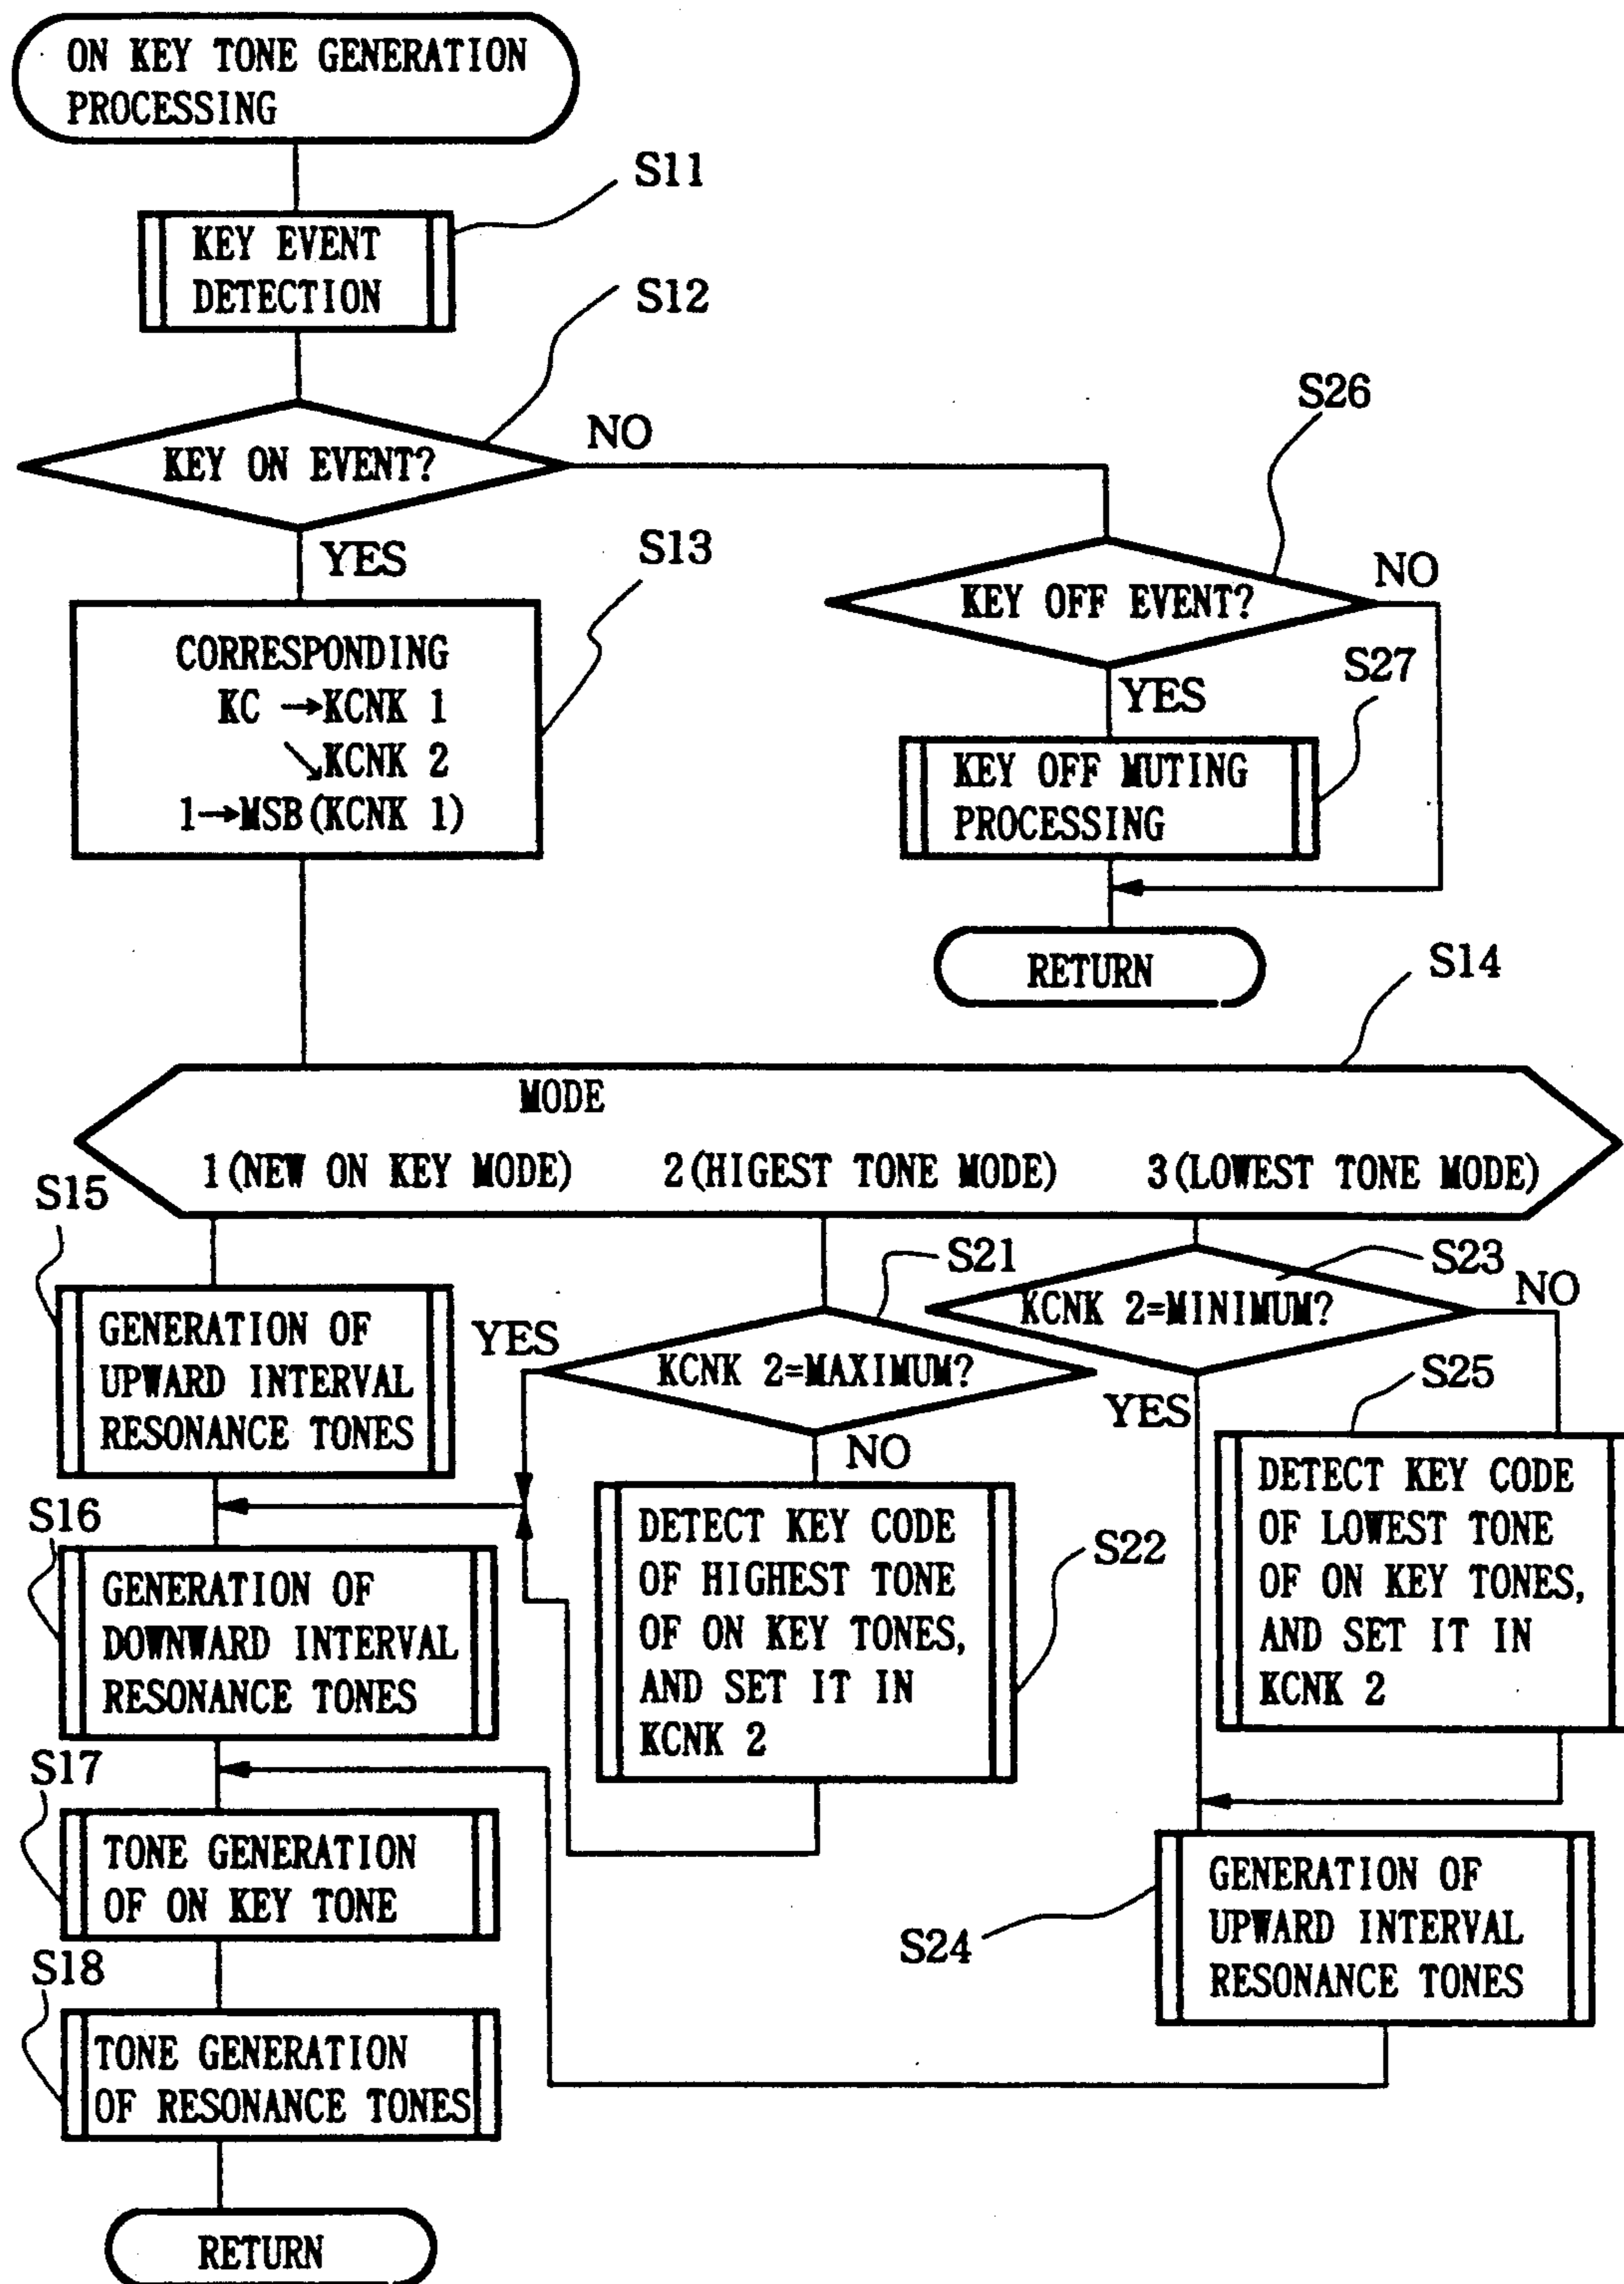 ON KEY TONE GENERATION
PROCESSING
S11
KEY EVENT
DETECTION
S12
KEY ON EVENT?
NO
YES
S13
CORRESPONDING
KC →KCNK 1
↘KCNK 2
1→MSB(KCNK 1)
S26
KEY OFF EVENT?
NO
YES
S27
KEY OFF MUTING
PROCESSING
RETURN
S14
MODE
1(NEW ON KEY MODE) 2(HIGEST TONE MODE) 3(LOWEST TONE MODE)
S15
GENERATION OF
UPWARD INTERVAL
RESONANCE TONES
S21
YES
KCNK 2=MAXIMUM?
NO
S23
KCNK 2=MINIMUM?
NO
YES
S25
DETECT KEY CODE
OF LOWEST TONE
OF ON KEY TONES,
AND SET IT IN
KCNK 2
S16
GENERATION OF
DOWNWARD INTERVAL
RESONANCE TONES
DETECT KEY CODE
OF HIGHEST TONE
OF ON KEY TONES,
AND SET IT IN
KCNK 2
S22
S17
TONE GENERATION
OF ON KEY TONE
S24
GENERATION OF
UPWARD INTERVAL
RESONANCE TONES
S18
TONE GENERATION
OF RESONANCE TONES
RETURN